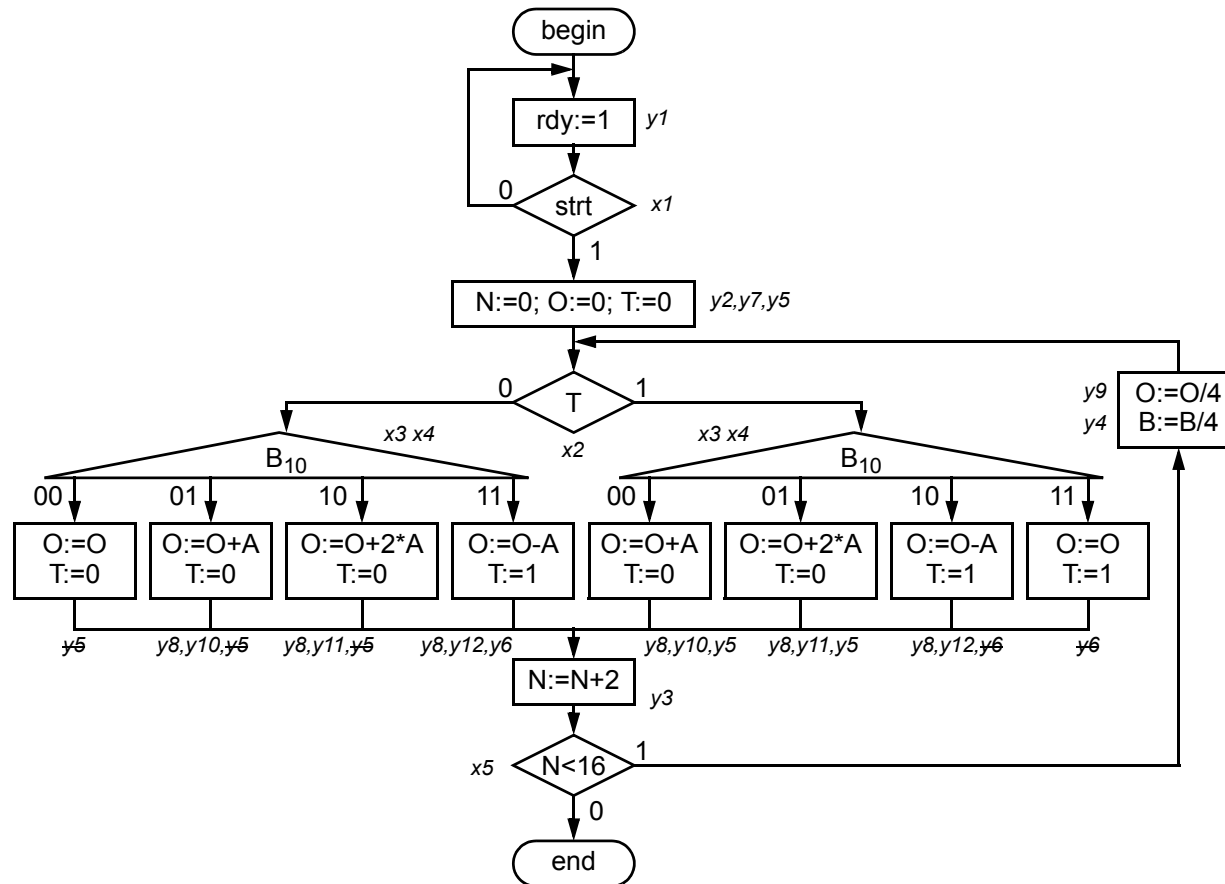 begin
rdy:=1 y1
0 strt x1
1
N:=0; O:=0; T:=0 y2,y7,y5
0 T 1
x2
y9 O:=O/4
y4 B:=B/4
x3 x4 x3 x4
B10 B10
00 01 10 11 00 01 10 11
O:=O O:=O+A O:=O+2*A O:=O-A O:=O+A O:=O+2*A O:=O-A O:=O
T:=0 T:=0 T:=0 T:=1 T:=0 T:=0 T:=1 T:=1
y5 y8,y10,y5 y8,y11,y5 y8,y12,y6 y8,y10,y5 y8,y11,y5 y8,y12,y6 y6
N:=N+2 y3
x5 N<16 1
0
end